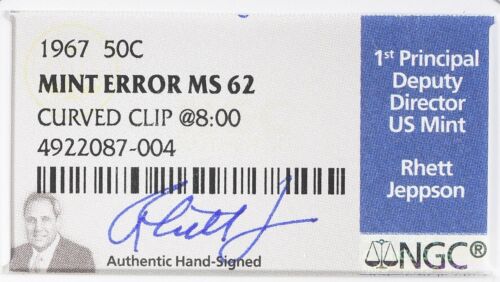 1967 50C
MINT ERROR MS 62
CURVED CLIP @8:00
4922087-004
Rhett J
Authentic Hand-Signed
1st Principal
Deputy
Director
US Mint
Rhett
Jeppson
NGC®